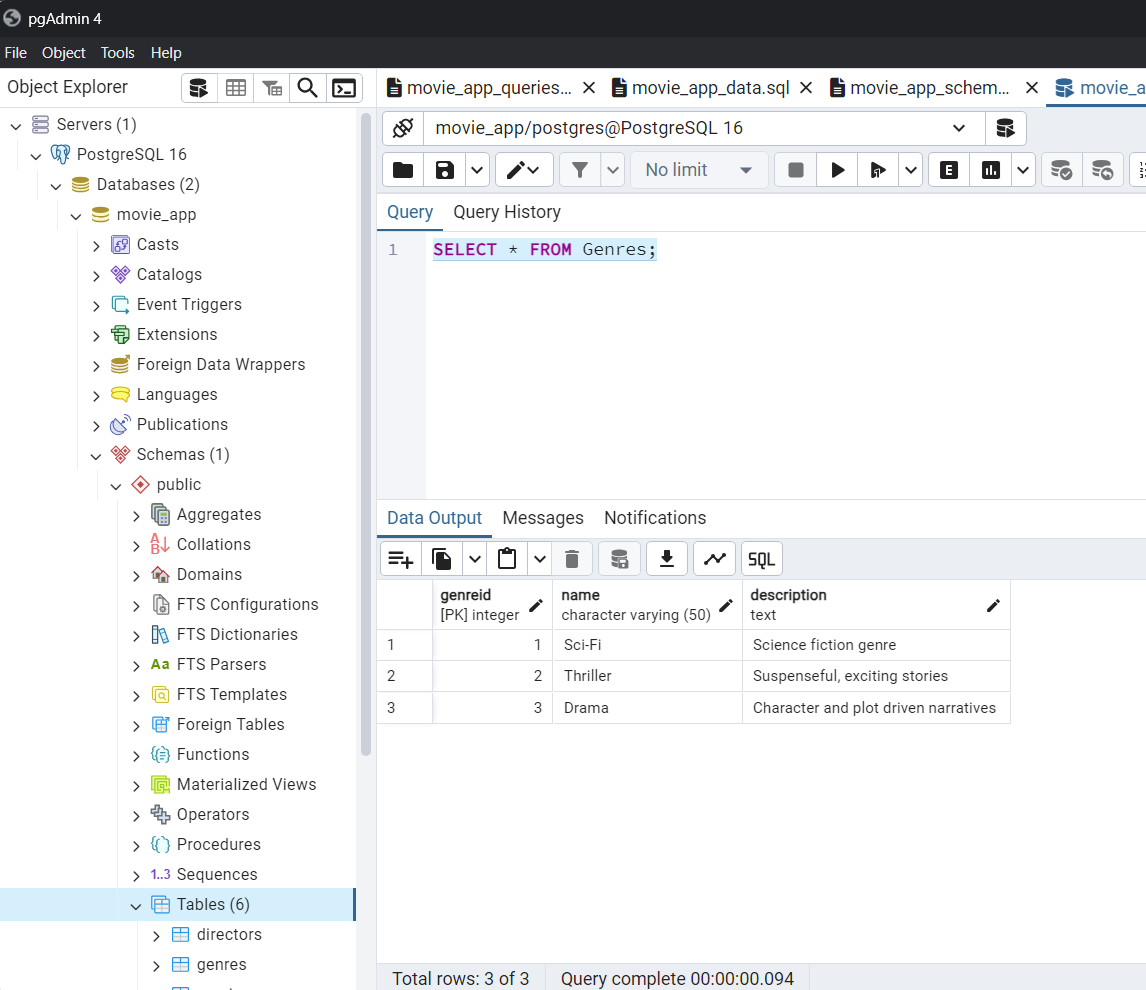 pgAdmin 4
File Object Tools Help
Object Explorer
movie_app_queries...
movie_app_data.sql
movie_app_schem...
movie_a
Servers (1)
PostgreSQL 16
Databases (2)
movie_app
Casts
Catalogs
Event Triggers
Extensions
Foreign Data Wrappers
Languages
Publications
Schemas (1)
public
Aggregates
Collations
Domains
FTS Configurations
FTS Dictionaries
Aa FTS Parsers
FTS Templates
Foreign Tables
Functions
Materialized Views
Operators
Procedures
1..3 Sequences
Tables (6)
directors
genres
movie_app/postgres@PostgreSQL 16
No limit
E
Query Query History
1 SELECT * FROM Genres;
Data Output Messages Notifications
SQL
genreid name description
[PK] integer character varying (50) text
1 1 Sci-Fi Science fiction genre
2 2 Thriller Suspenseful, exciting stories
3 3 Drama Character and plot driven narratives
Total rows: 3 of 3 Query complete 00:00:00.094